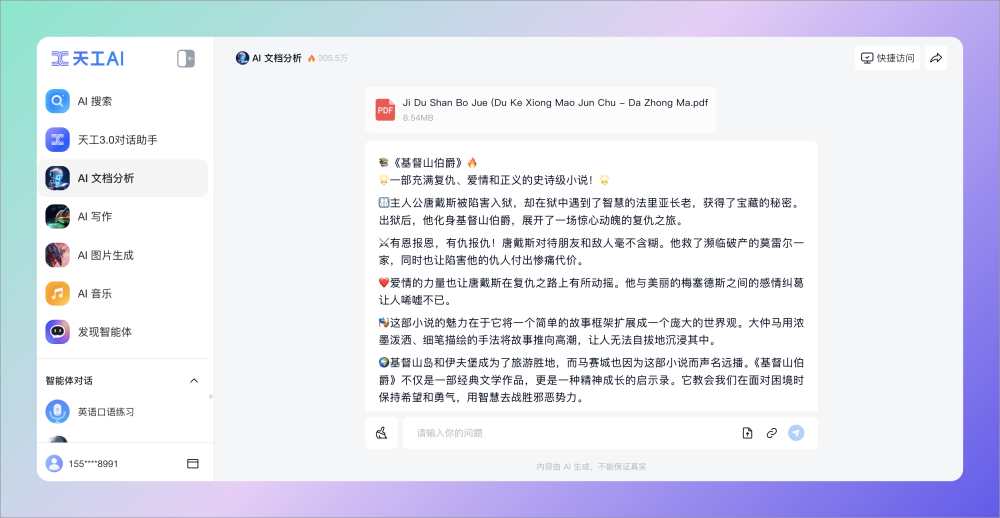 天工AI
AI 搜索
天工3.0对话助手
AI 文档分析
AI 写作
AI 图片生成
AI 音乐
发现智能体
智能体对话
英语口语练习
155****8991
AI 文档分析 🔥 305.5万
快捷访问
PDF
Ji Du Shan Bo Jue (Du Ke Xiong Mao Jun Chu – Da Zhong Ma.pdf
8.54MB
📚《基督山伯爵》🔥
🌟一部充满复仇、爱情和正义的史诗级小说！🌟
主人公唐戴斯被陷害入狱，却在狱中遇到了智慧的法里亚长老，获得了宝藏的秘密。
出狱后，他化身基督山伯爵，展开了一场惊心动魄的复仇之旅。
⚔有恩报恩，有仇报仇！唐戴斯对待朋友和敌人毫不含糊。他救了濒临破产的莫雷尔一
家，同时也让陷害他的仇人付出惨痛代价。
❤️爱情的力量也让唐戴斯在复仇之路上有所动摇。他与美丽的梅塞德斯之间的感情纠葛
让人唏嘘不已。
🎭这部小说的魅力在于它将一个简单的故事框架扩展成一个庞大的世界观。大仲马用浓
墨泼洒、细笔描绘的手法将故事推向高潮，让人无法自拔地沉浸其中。
🌍基督山岛和伊夫堡成为了旅游胜地，而马赛城也因为这部小说而声名远播。《基督山伯
爵》不仅是一部经典文学作品，更是一种精神成长的启示录。它教会我们在面对困境时
保持希望和勇气，用智慧去战胜邪恶势力。
请输入你的问题
内容由 AI 生成，不能保证真实